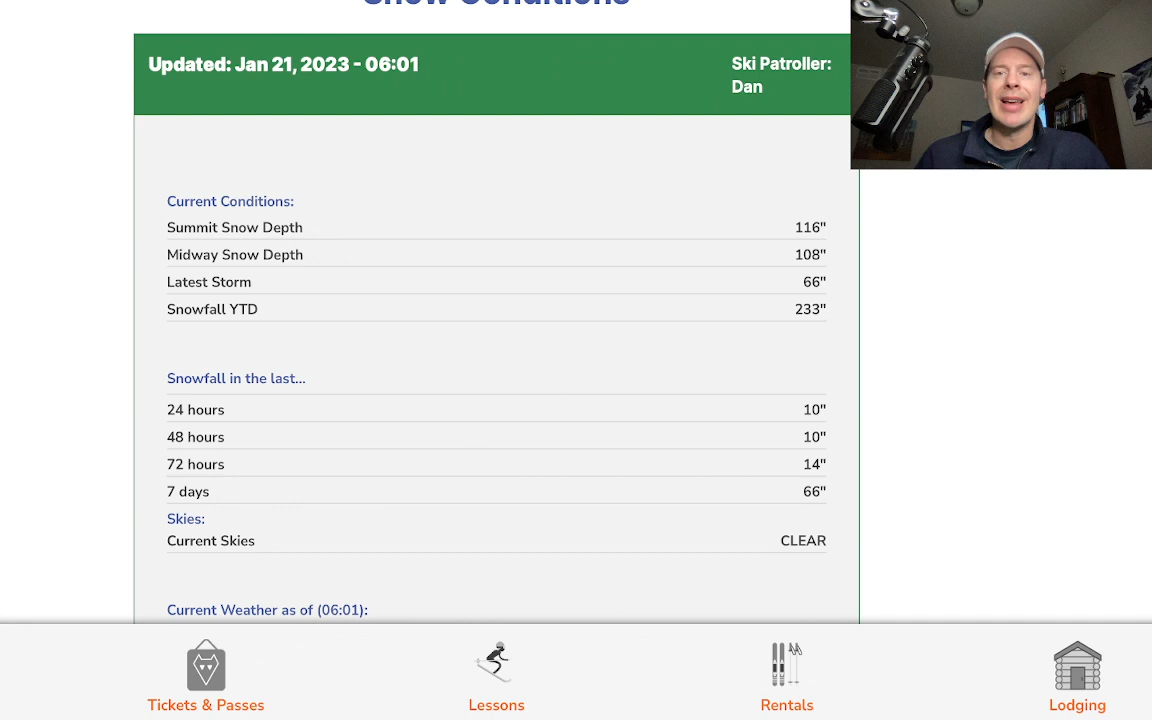 Snow Conditions
Updated: Jan 21, 2023 - 06:01
Ski Patroller:
Dan
Current Conditions:
Summit Snow Depth 116"
Midway Snow Depth 108"
Latest Storm 66"
Snowfall YTD 233"
Snowfall in the last...
24 hours 10"
48 hours 10"
72 hours 14"
7 days 66"
Skies:
Current Skies CLEAR
Current Weather as of (06:01):
Tickets & Passes
Lessons
Rentals
Lodging